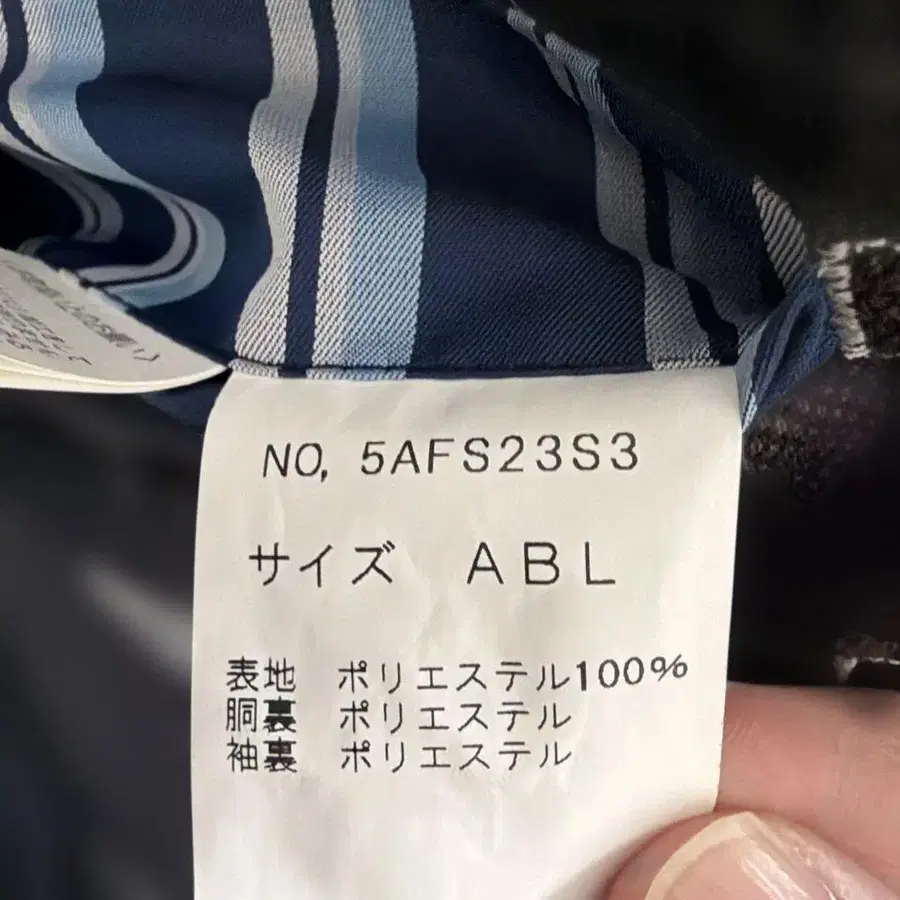 NO, 5AFS23S3
サイズ ABL
表地 ポリエステル100%
胴裏 ポリエステル
袖裏 ポリエステル